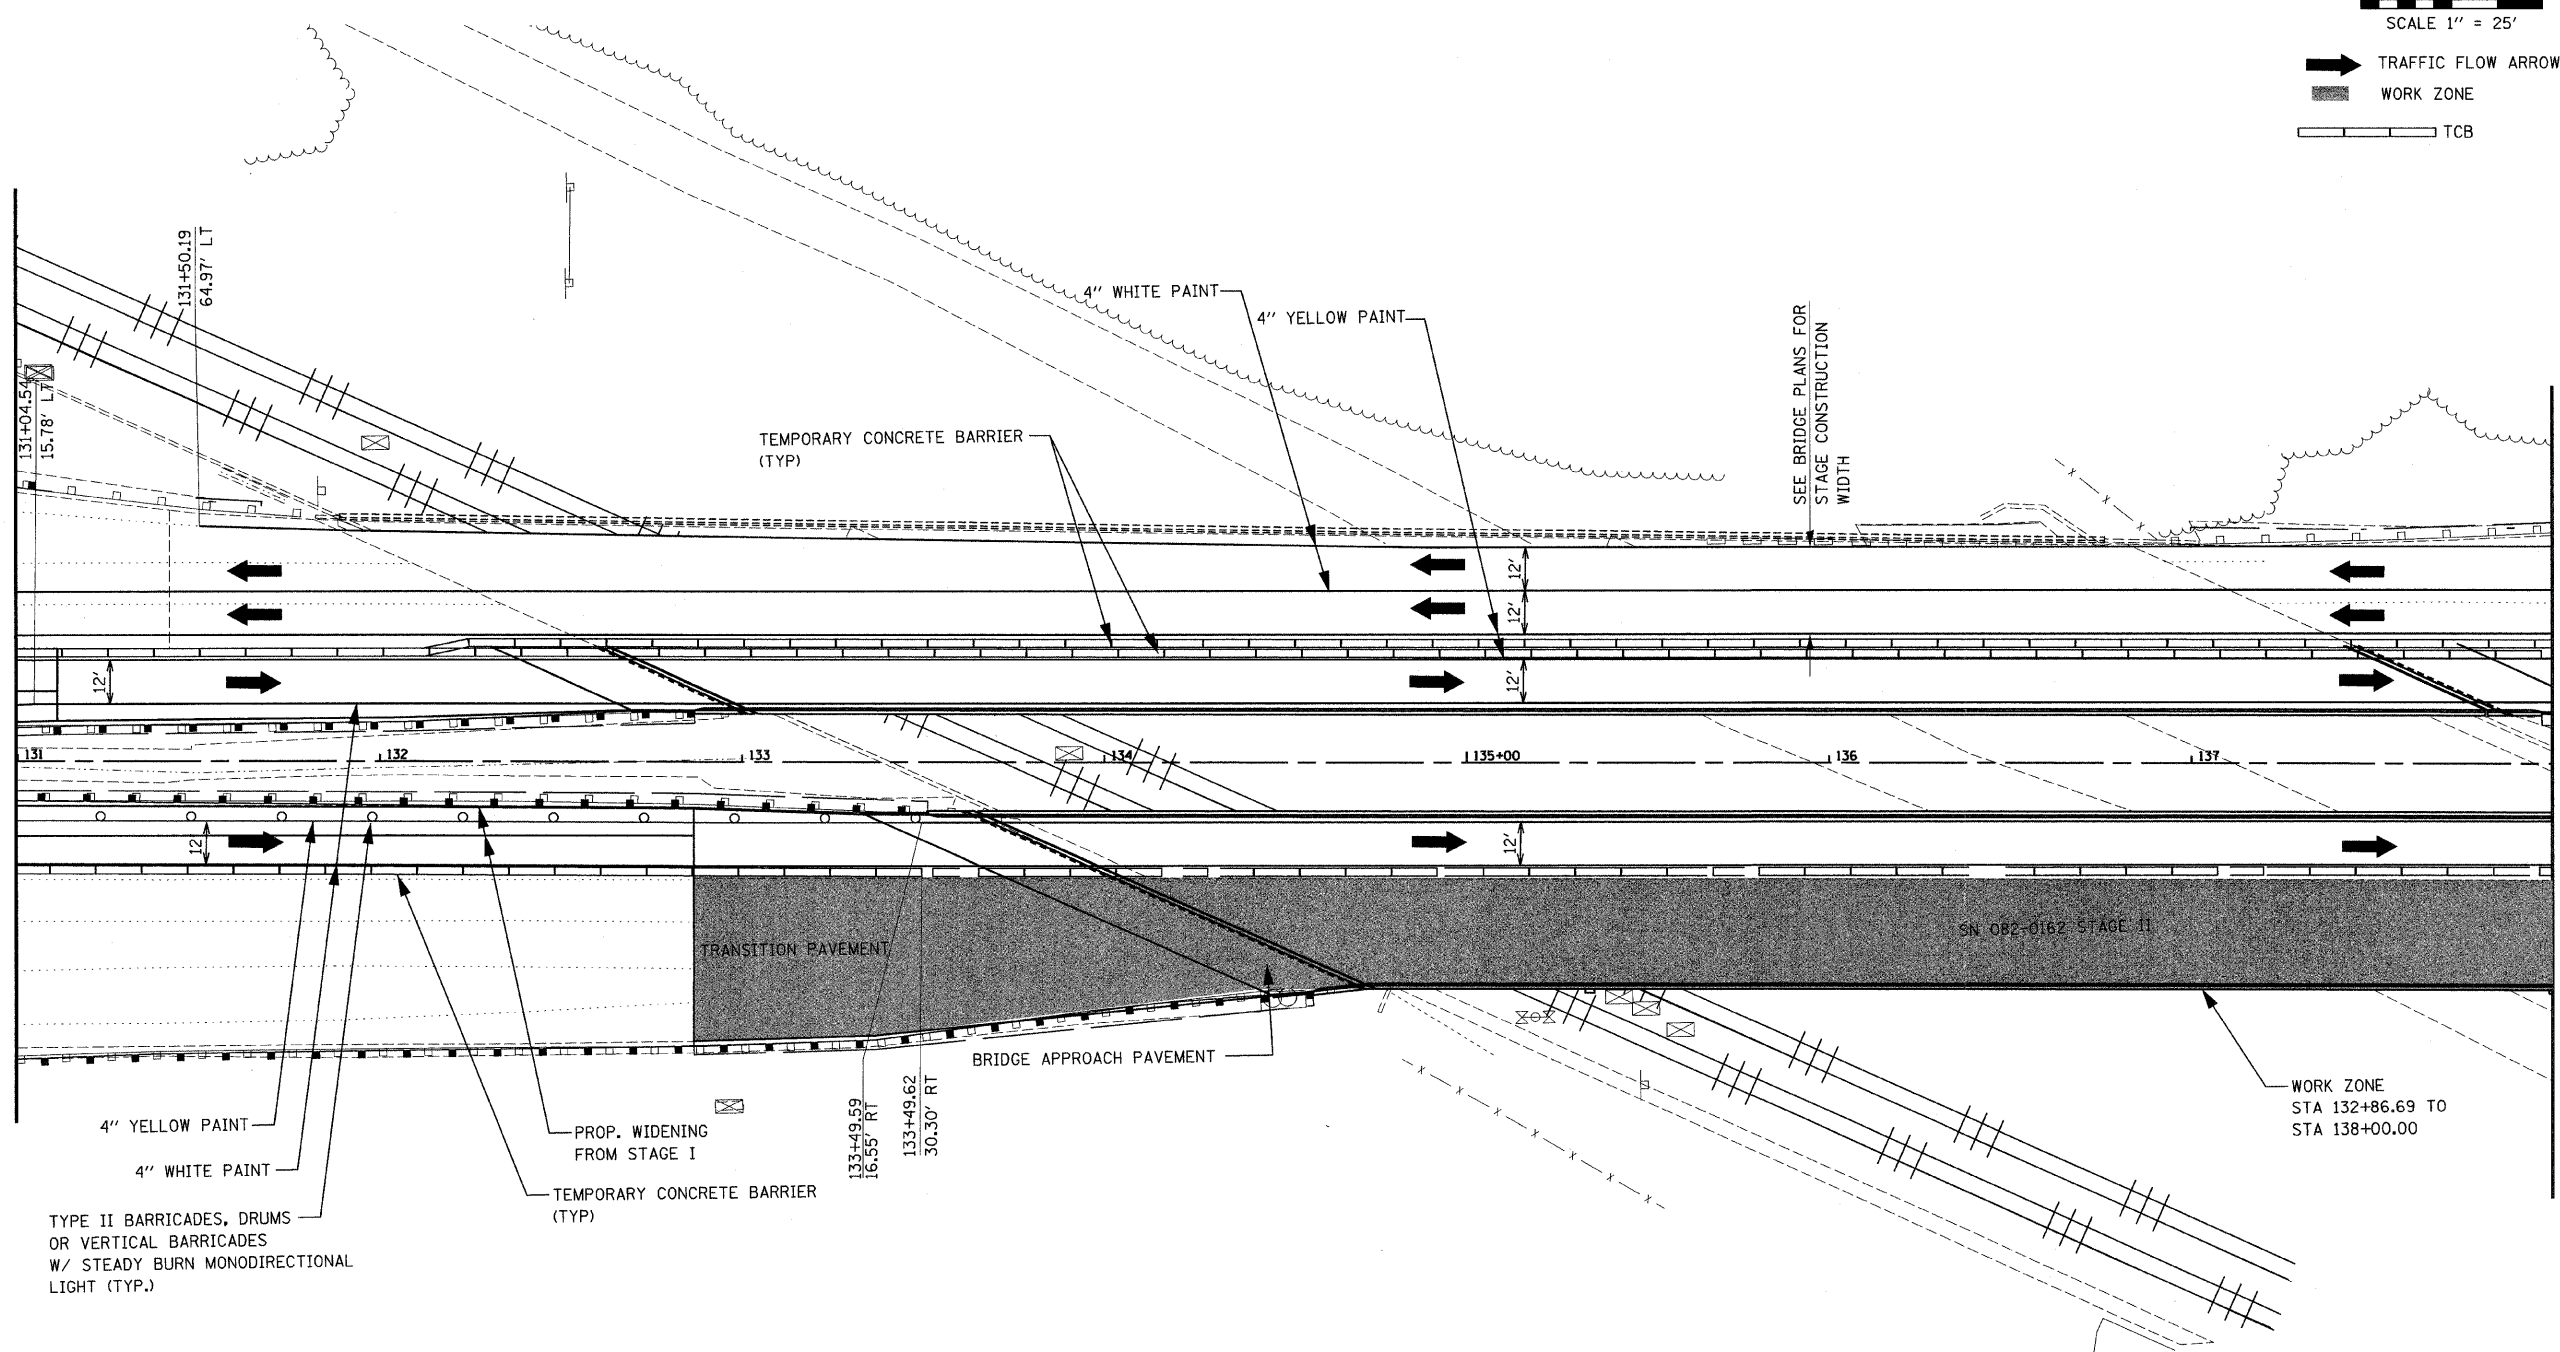 SCALE 1" = 25'
TRAFFIC FLOW ARROW
WORK ZONE
TCB
131+50.19
64.97' LT
131+04.54
15.78' LT
4" WHITE PAINT
4" YELLOW PAINT
SEE BRIDGE PLANS FOR
STAGE CONSTRUCTION
WIDTH
TEMPORARY CONCRETE BARRIER
(TYP)
12'
12'
12'
12'
131
132
133
134
135+00
136
137
12'
12'
TRANSITION PAVEMENT
SN 082-0162 STAGE II
BRIDGE APPROACH PAVEMENT
133+49.59
16.55' RT
133+49.62
30.30' RT
WORK ZONE
STA 132+86.69 TO
STA 138+00.00
4" YELLOW PAINT
4" WHITE PAINT
TYPE II BARRICADES, DRUMS
OR VERTICAL BARRICADES
W/ STEADY BURN MONODIRECTIONAL
LIGHT (TYP.)
PROP. WIDENING
FROM STAGE I
TEMPORARY CONCRETE BARRIER
(TYP)